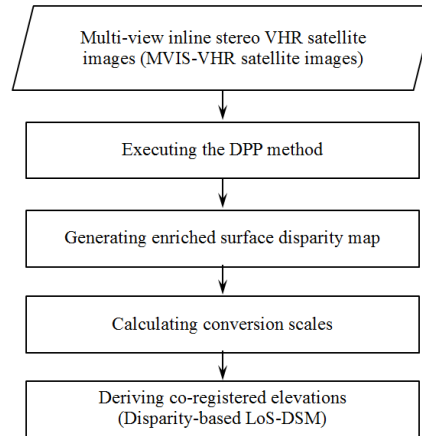 Multi-view inline stereo VHR satellite
images (MVIS-VHR satellite images)
Executing the DPP method
Generating enriched surface disparity map
Calculating conversion scales
Deriving co-registered elevations
(Disparity-based LoS-DSM)